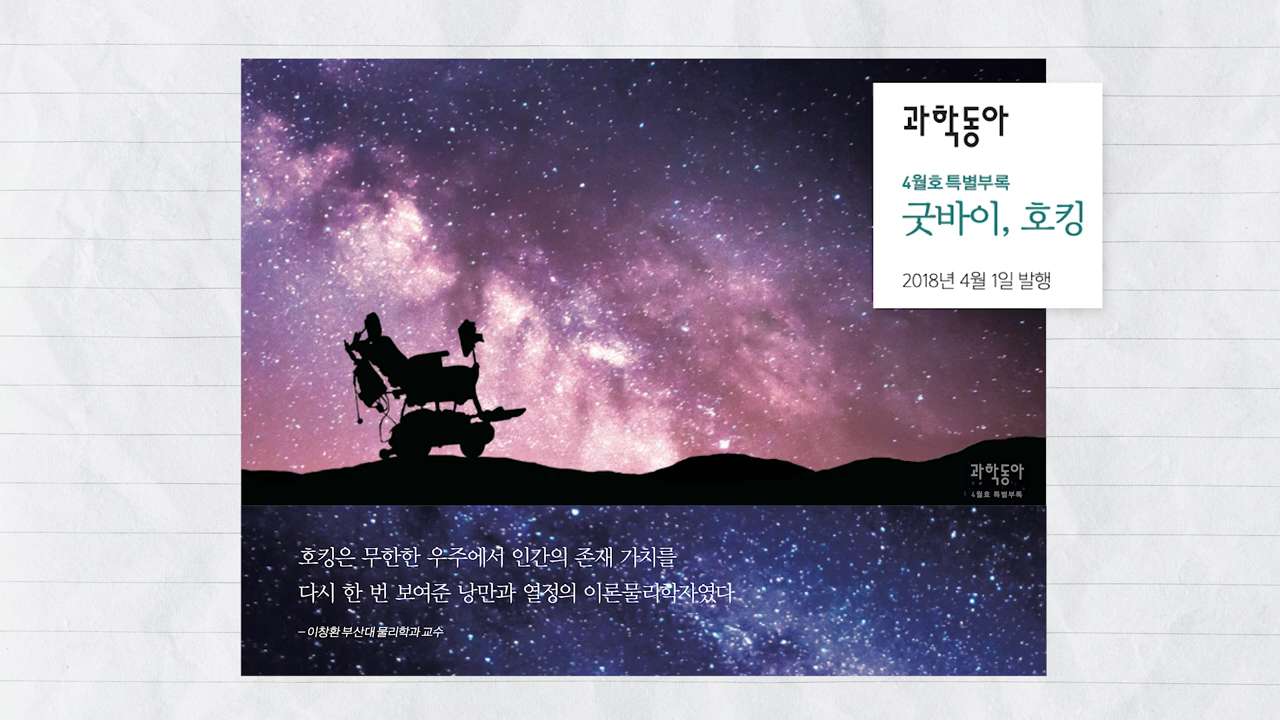 과학동아
4월호 특별부록
굿바이, 호킹
2018년 4월 1일 발행
과학동아
4월호 특별부록
호킹은 무한한 우주에서 인간의 존재 가치를
다시 한 번 보여준 낭만과 열정의 이론물리학자였다
– 이창환 부산대 물리학과 교수